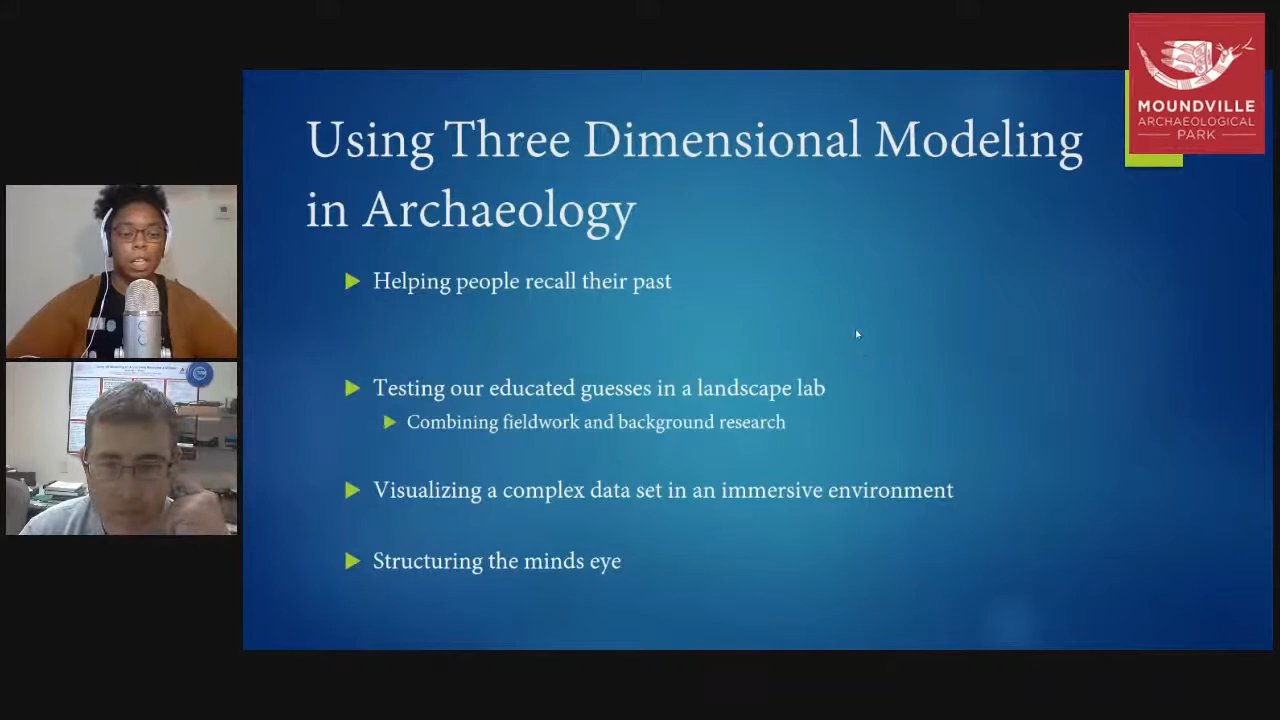 Using Three Dimensional Modeling
in Archaeology
Helping people recall their past
Testing our educated guesses in a landscape lab
Combining fieldwork and background research
Visualizing a complex data set in an immersive environment
Structuring the minds eye
MOUNDVILLE
ARCHAEOLOGICAL
PARK